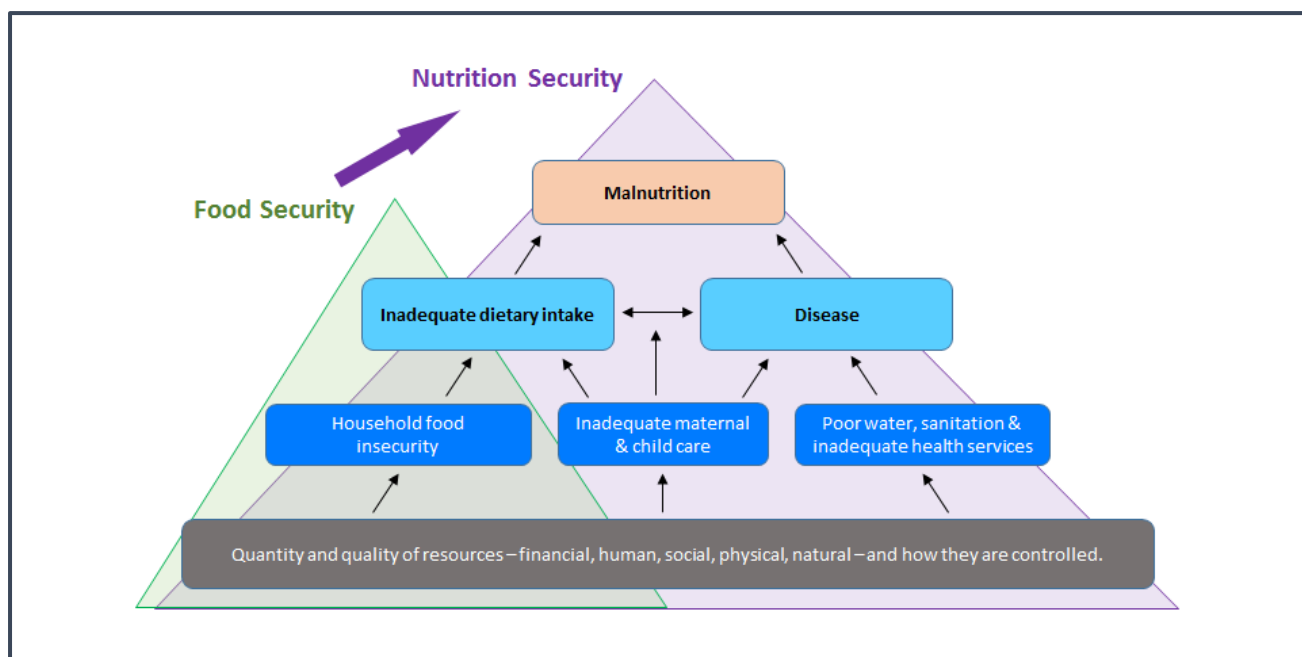 Nutrition Security
Food Security
Malnutrition
Inadequate dietary intake
Disease
Household food
insecurity
Inadequate maternal
& child care
Poor water, sanitation &
inadequate health services
Quantity and quality of resources – financial, human, social, physical, natural – and how they are controlled.